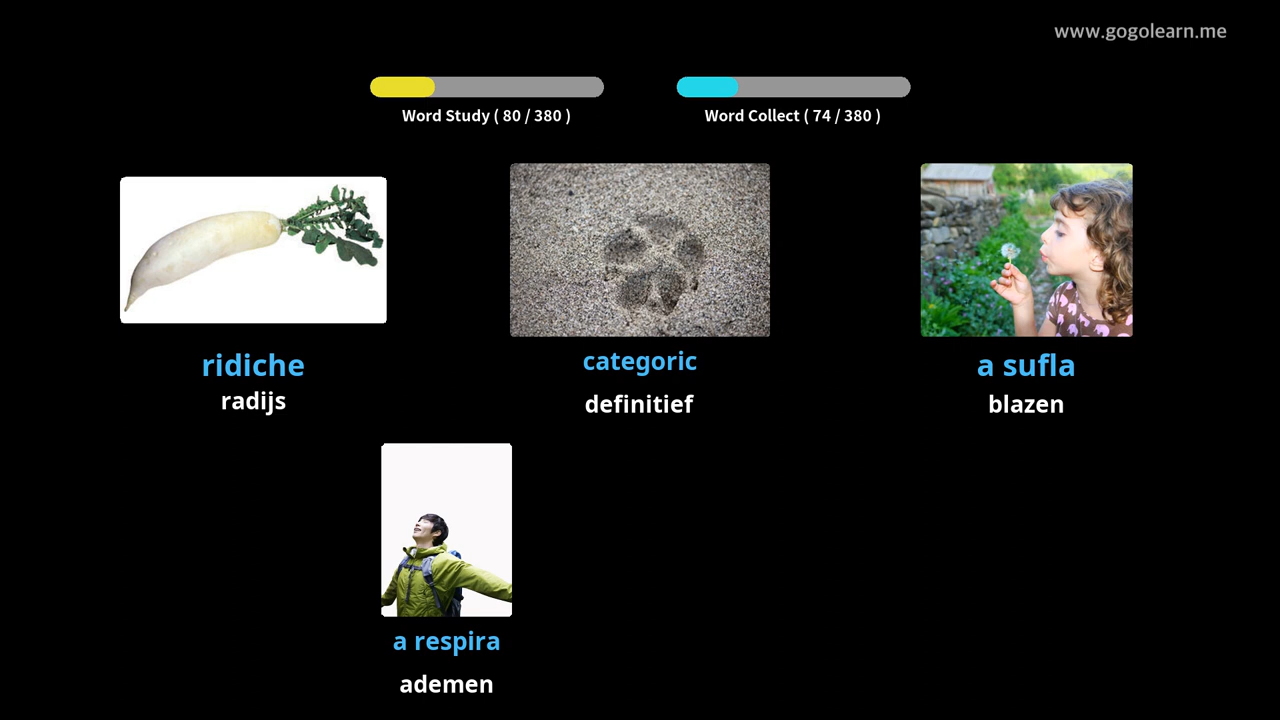 www.gogolearn.me
Word Study ( 80 / 380 )
Word Collect ( 74 / 380 )
ridiche
radijs
categoric
definitief
a sufla
blazen
a respira
ademen